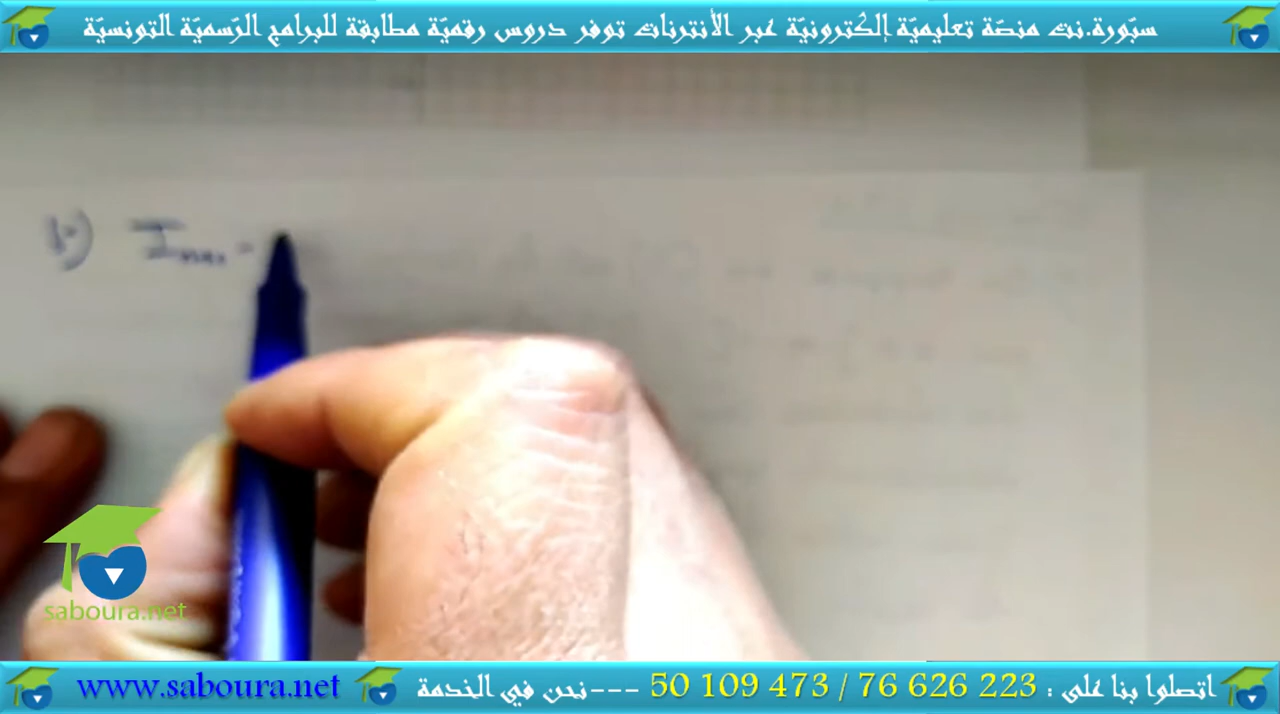 سبّورة.نت منصّة تعليميّة إلكترونيّة عبر الأنترنات توفر دروس رقميّة مطابقة للبرامج الرّسميّة التونسيّة
b) Imax =
saboura.net
اتصلوا بنا على : 223 626 76 / 473 109 50 ---نحن في الخدمة www.saboura.net